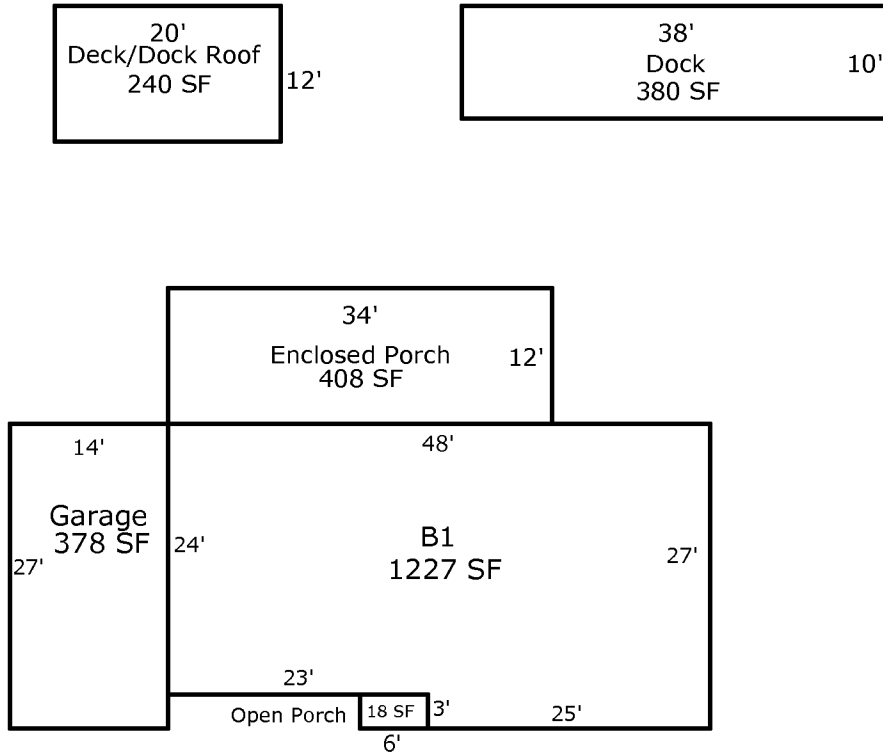 20'
Deck/Dock Roof
240 SF
12'
38'
Dock
380 SF
10'
34'
Enclosed Porch
408 SF
12'
14'
Garage
378 SF
27'
48'
24'
B1
1227 SF
27'
23'
Open Porch
18 SF
3'
25'
6'